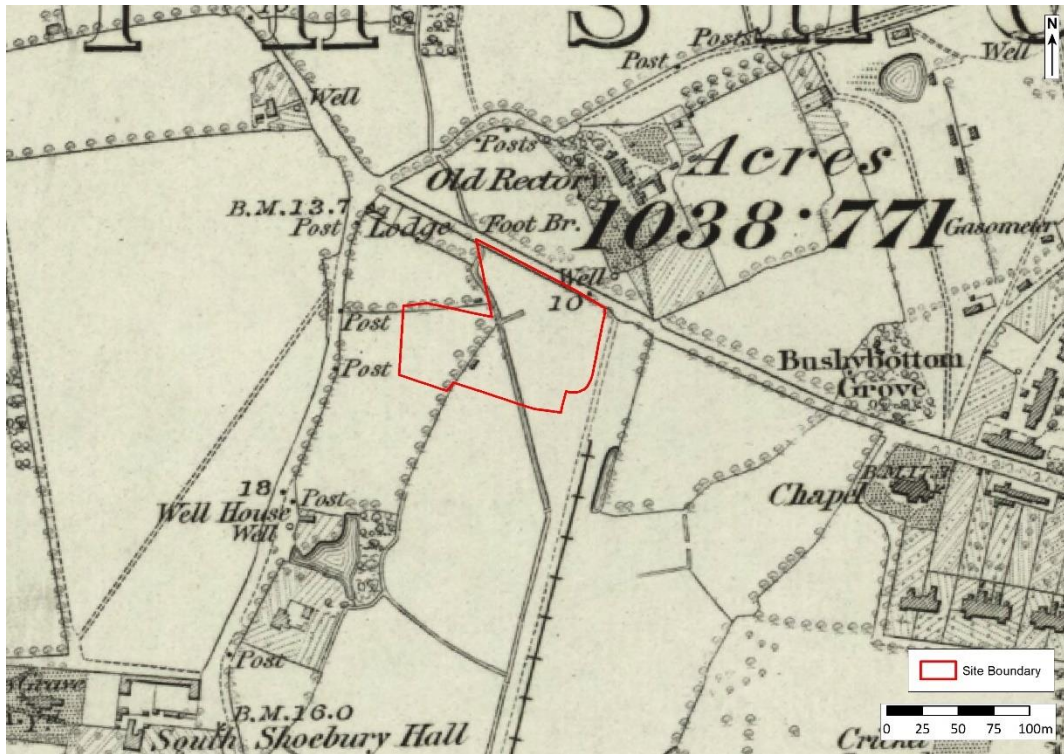 N
Posts
Post
Well
Well
Posts
Old Rectory
Acres
1038·771
B.M.13.7
Post
Lodge
Foot Br.
Gasometer
Well
10
Post
Post
Bushybottom
Grove
B.M.17.3
Chapel
18
Post
Well House
Well
Post
B.M.16.0
South Shoebury Hall
Site Boundary
0 25 50 75 100m